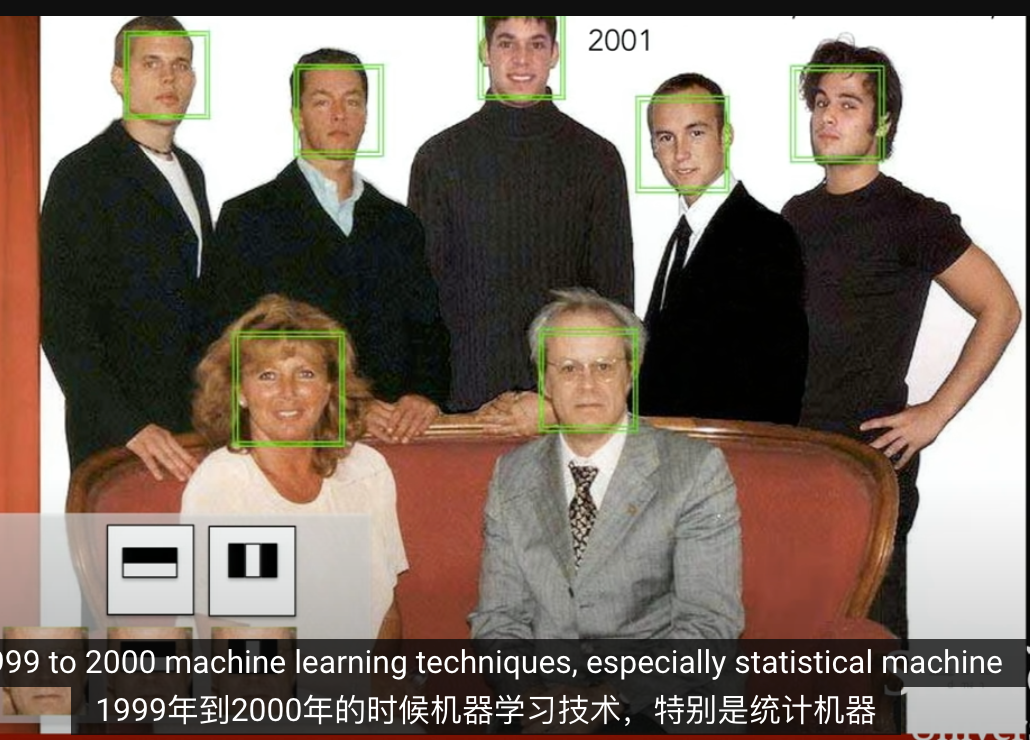 2001
999 to 2000 machine learning techniques, especially statistical machine
1999年到2000年的时候机器学习技术，特别是统计机器